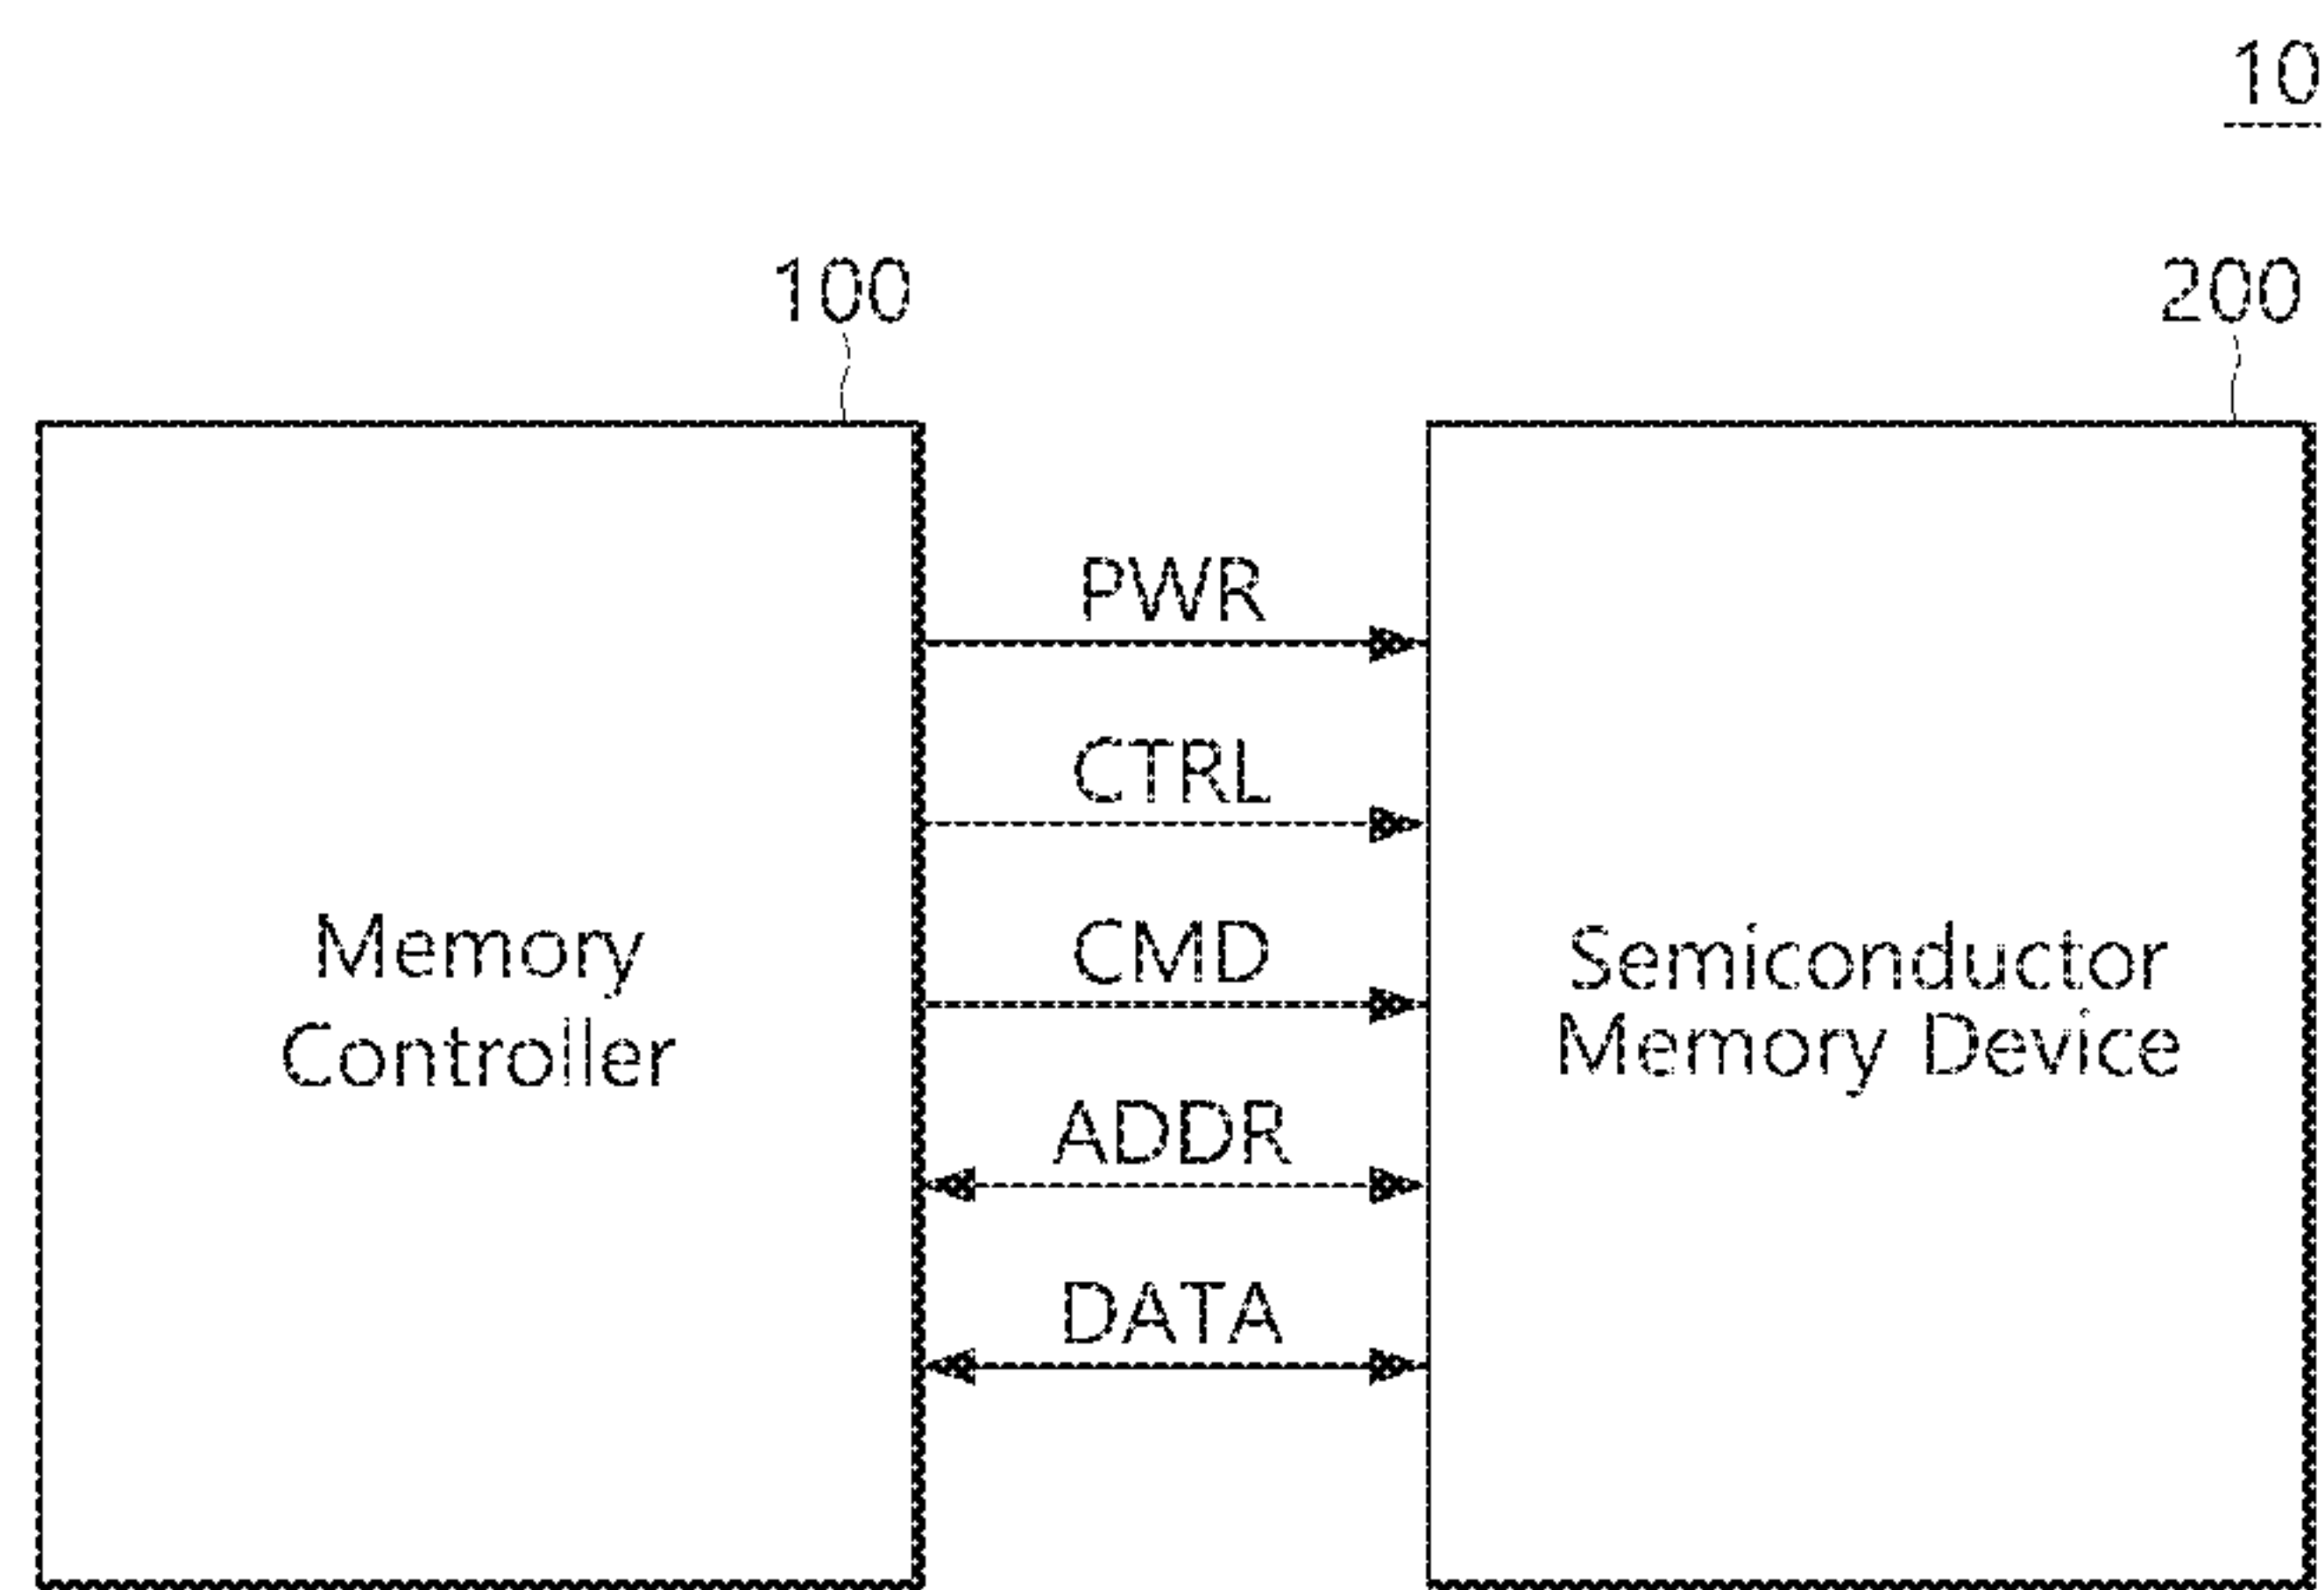 10
100
200
PWR
CTRL
CMD
ADDR
DATA
Memory
Controller
Semiconductor
Memory Device